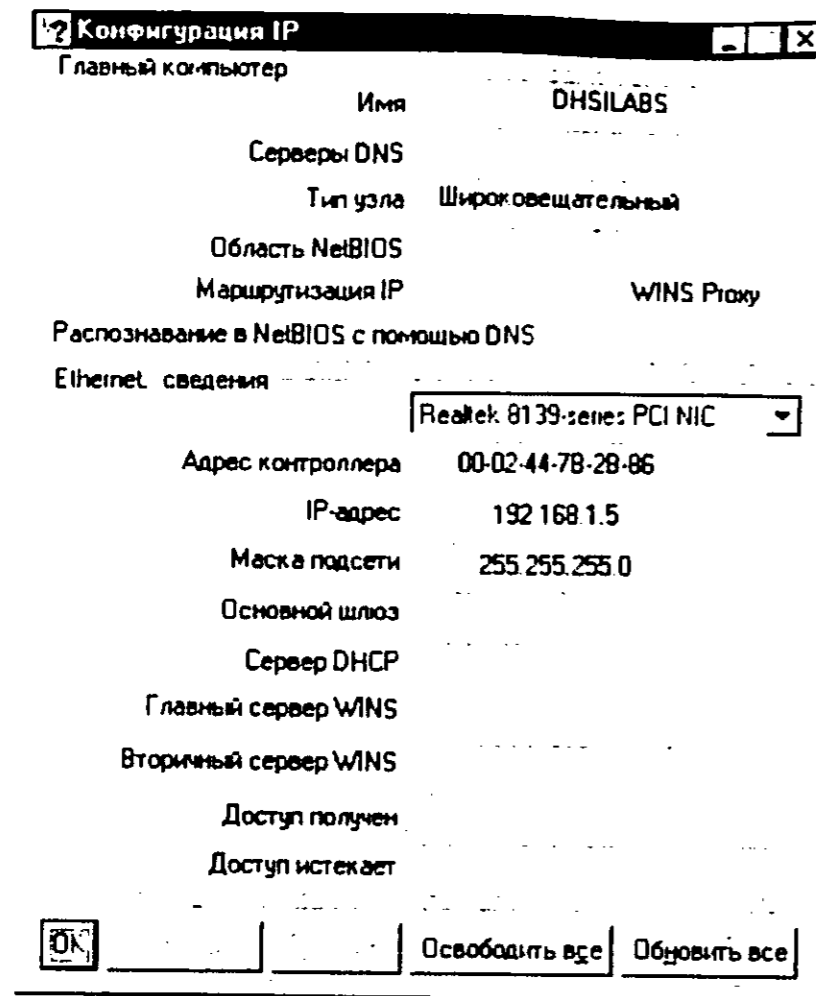 Конфигурация IP
Главный компьютер
Имя DHSILABS
Серверы DNS
Тип узла Широковещательный
Область NetBIOS
Маршрутизация IP WINS Proxy
Распознавание в NetBIOS с помощью DNS
Ethernet сведения
Realtek 8139-series PCI NIC
Адрес контроллера 00-02-44-7B-2B-86
IP-адрес 192 168.1.5
Маска подсети 255.255.255.0
Основной шлюз
Сервер DHCP
Главный сервер WINS
Вторичный сервер WINS
Доступ получен
Доступ истекает
OK Освободить все Обновить все